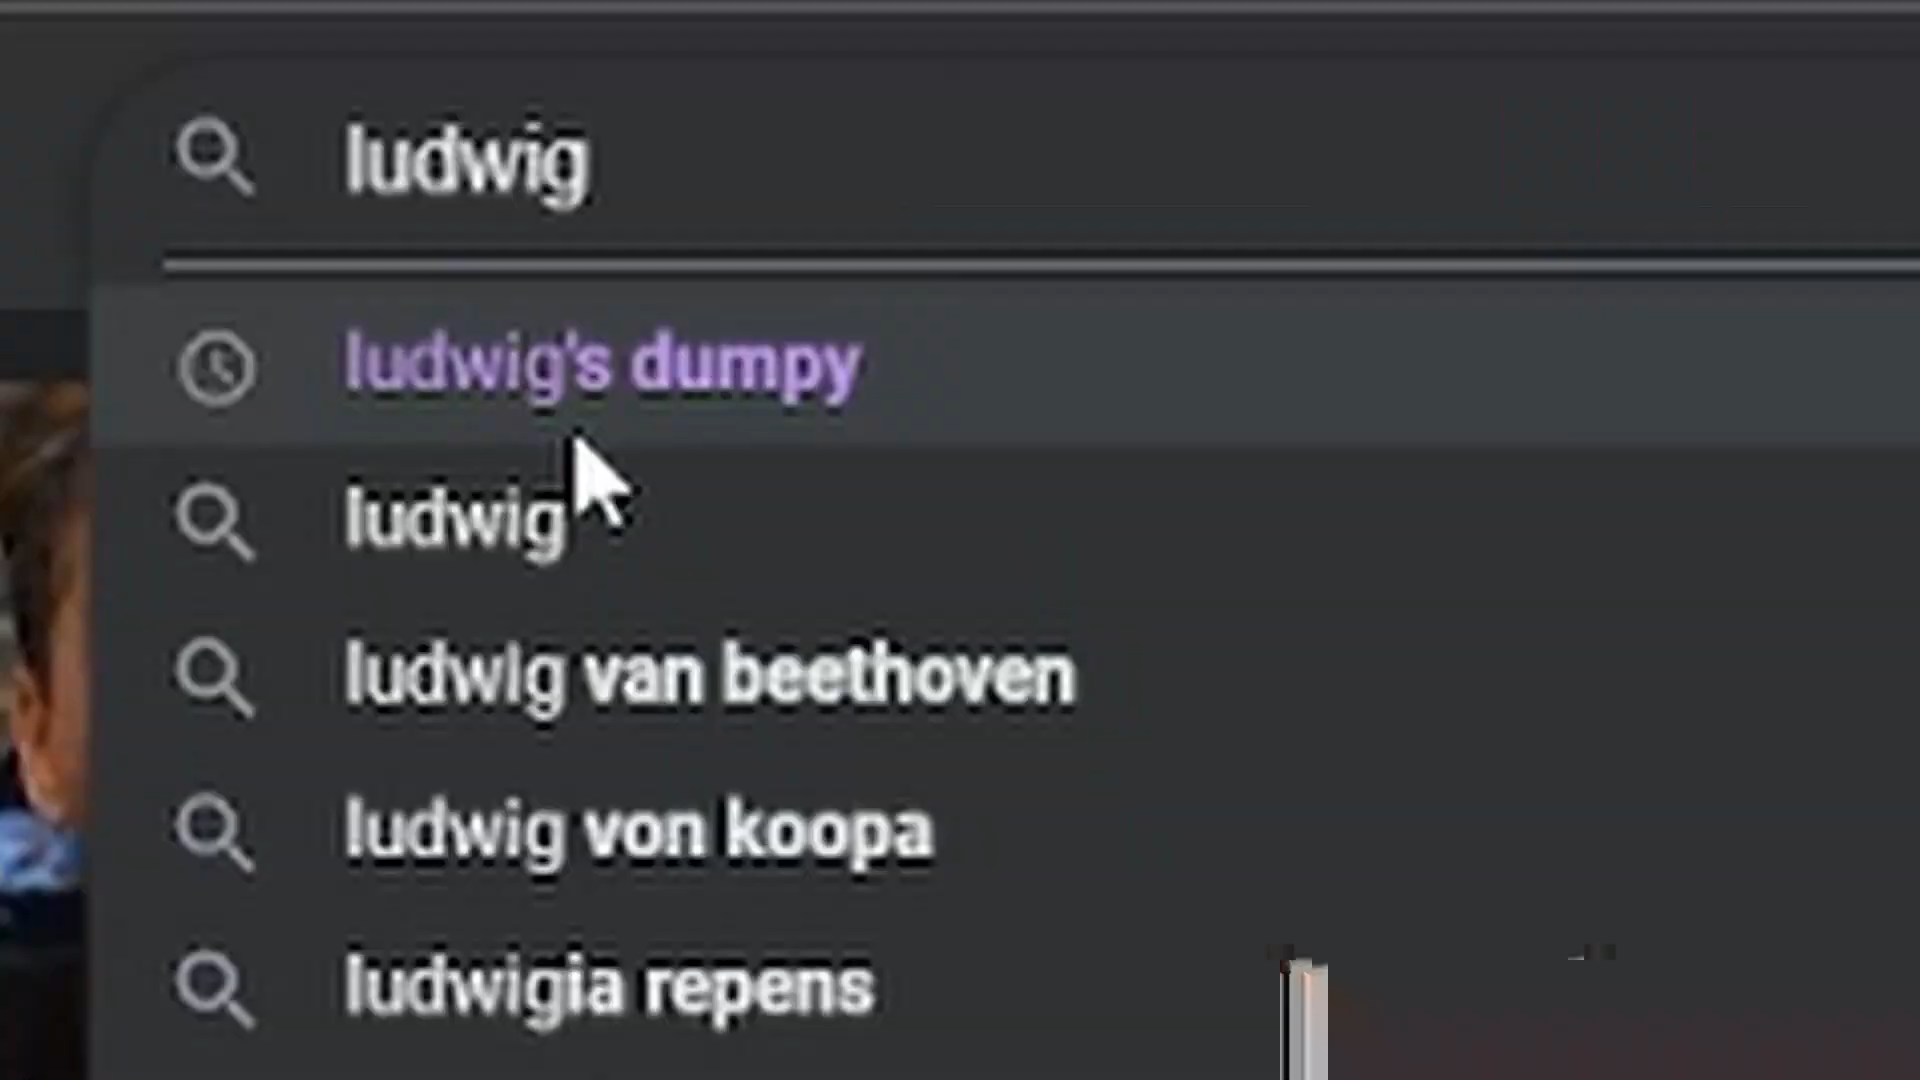 ludwig
ludwig's dumpy
ludwig
ludwig van beethoven
ludwig von koopa
ludwigia repens